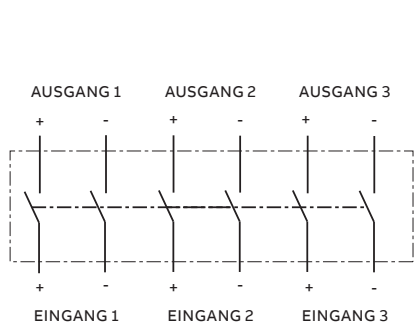 AUSGANG 1 AUSGANG 2 AUSGANG 3
+ - + - + -
+ - + - + -
EINGANG 1 EINGANG 2 EINGANG 3